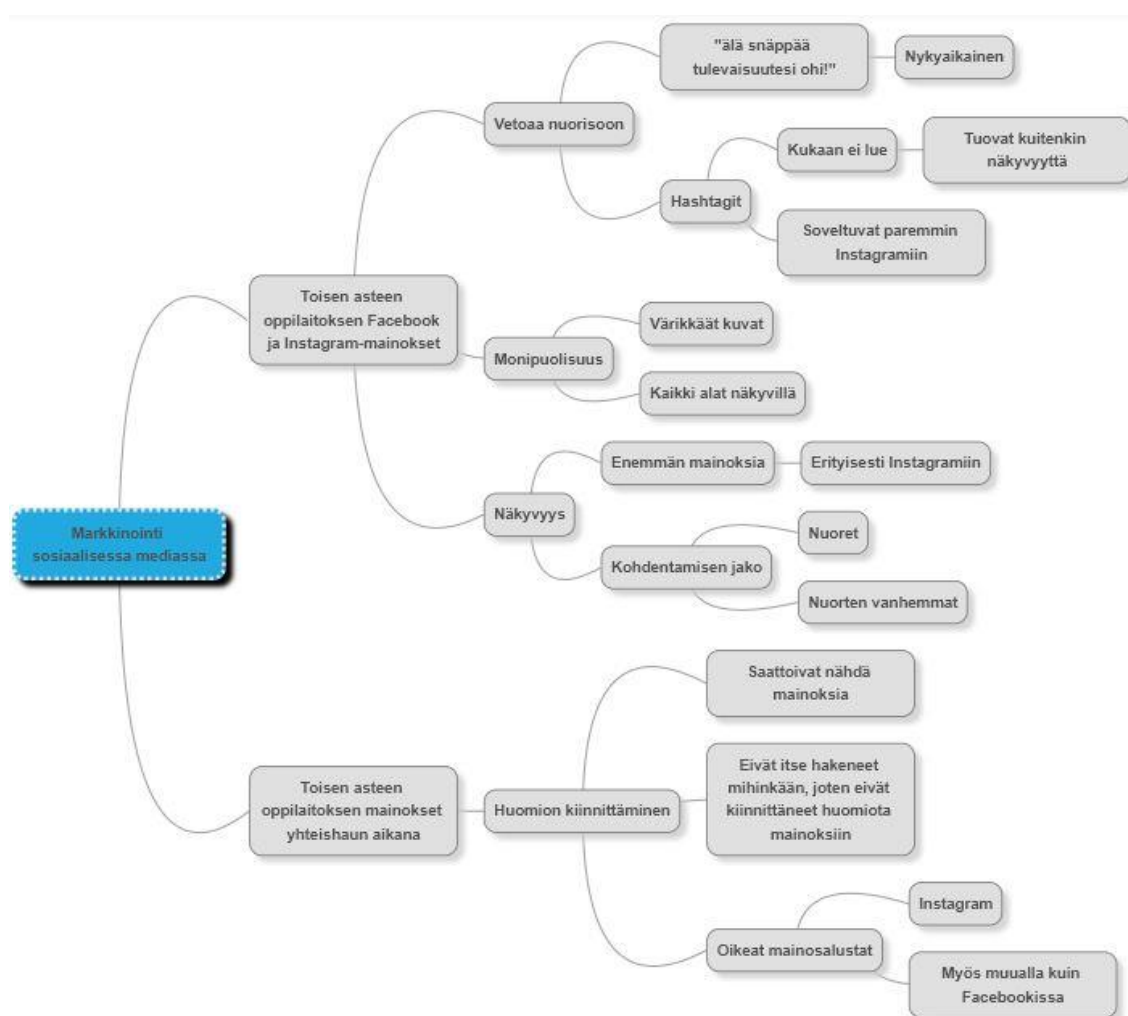 Markkinointi
sosiaalisessa mediassa
Toisen asteen
oppilaitoksen Facebook
ja Instagram-mainokset
Vetoaa nuorisoon
"älä snäppää
tulevaisuutesi ohi!"
Nykyaikainen
Hashtagit
Kukaan ei lue
Tuovat kuitenkin
näkyvyyttä
Soveltuvat paremmin
Instagramiin
Monipuolisuus
Värikkäät kuvat
Kaikki alat näkyvillä
Näkyvyys
Enemmän mainoksia
Erityisesti Instagramiin
Kohdentamisen jako
Nuoret
Nuorten vanhemmat
Toisen asteen
oppilaitoksen mainokset
yhteishaun aikana
Huomion kiinnittäminen
Saattoivat nähdä
mainoksia
Eivät itse hakeneet
mihinkään, joten eivät
kiinnittäneet huomiota
mainoksiin
Oikeat mainosalustat
Instagram
Myös muualla kuin
Facebookissa